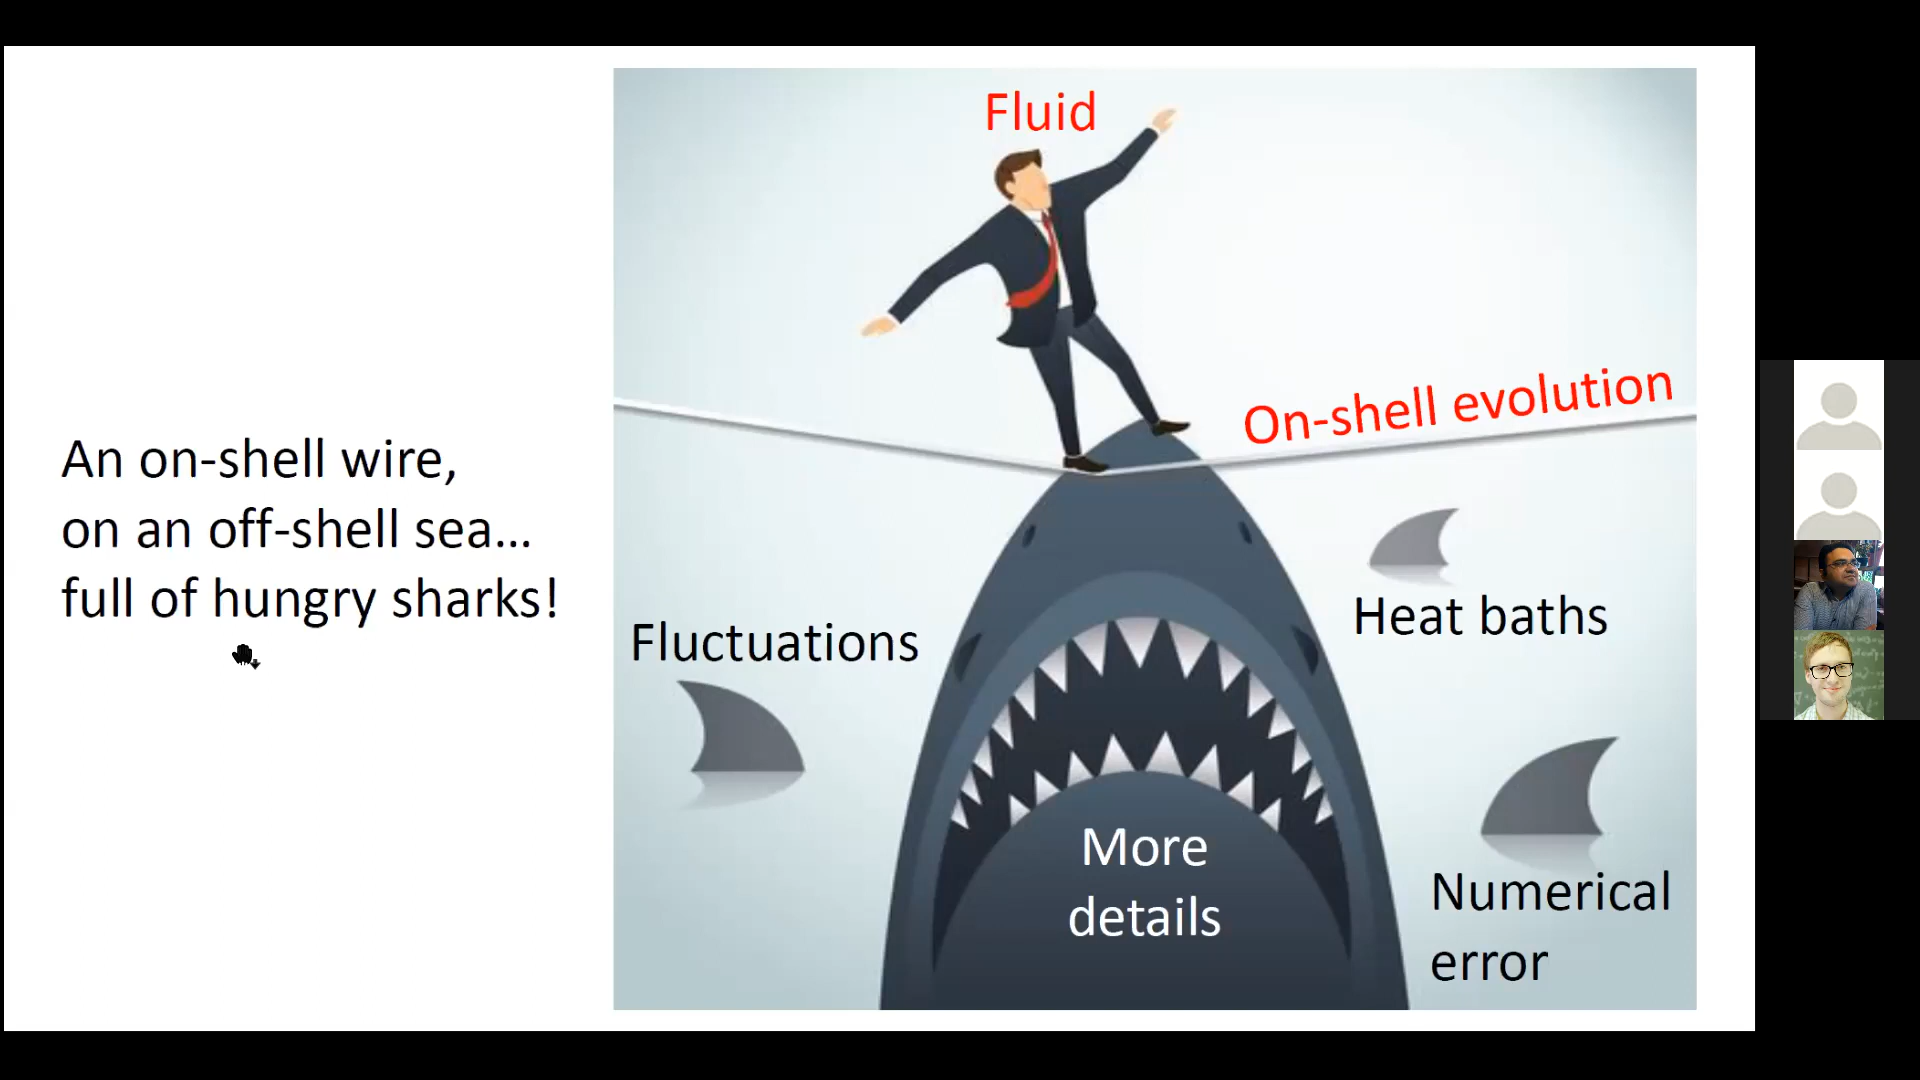 An on-shell wire,
on an off-shell sea...
full of hungry sharks!
Fluid
On-shell evolution
Fluctuations
Heat baths
More
details
Numerical
error